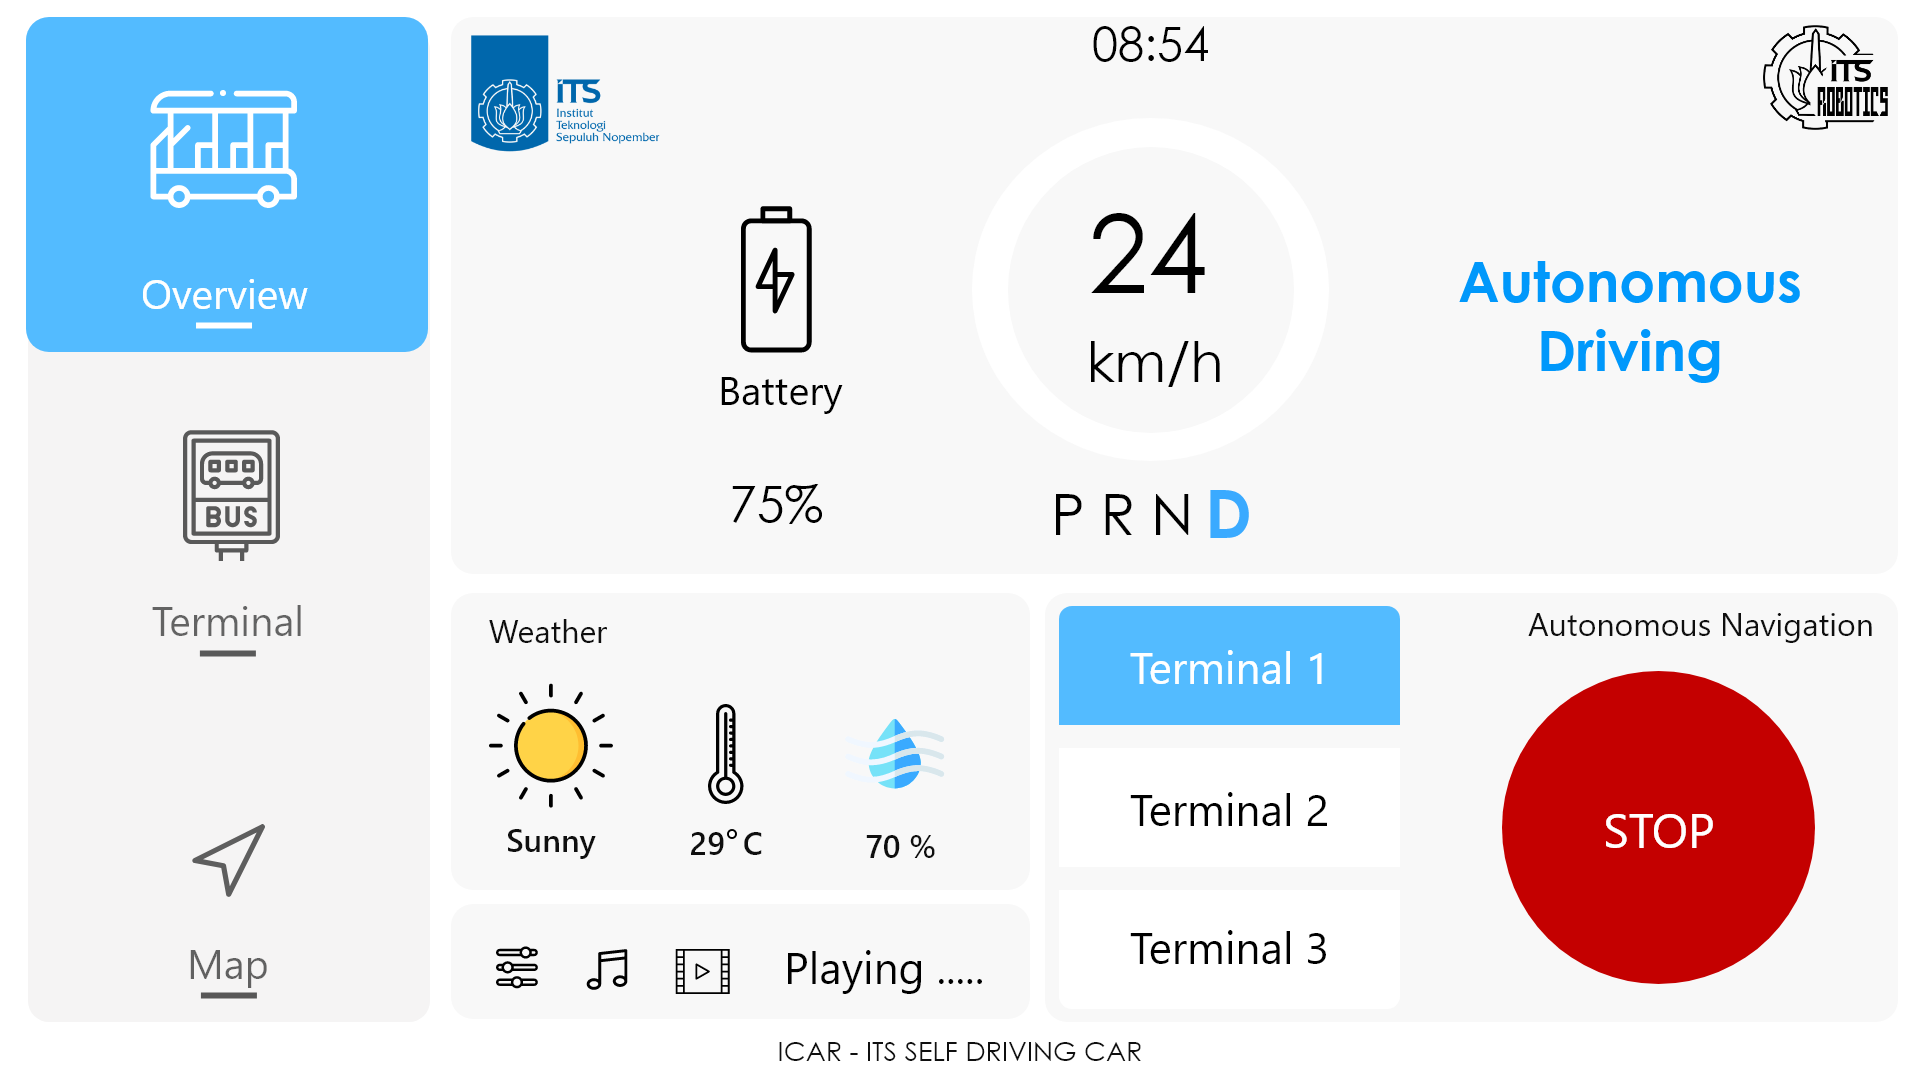 Overview
BUS
Terminal
Map
08:54
iTS
Institut
Teknologi
Sepuluh Nopember
iTS
ROBOTICS
Battery
75%
24
km/h
P R N D
Autonomous
Driving
Weather
Sunny
29° C
70 %
Playing .....
Terminal 1
Terminal 2
Terminal 3
Autonomous Navigation
STOP
ICAR - ITS SELF DRIVING CAR